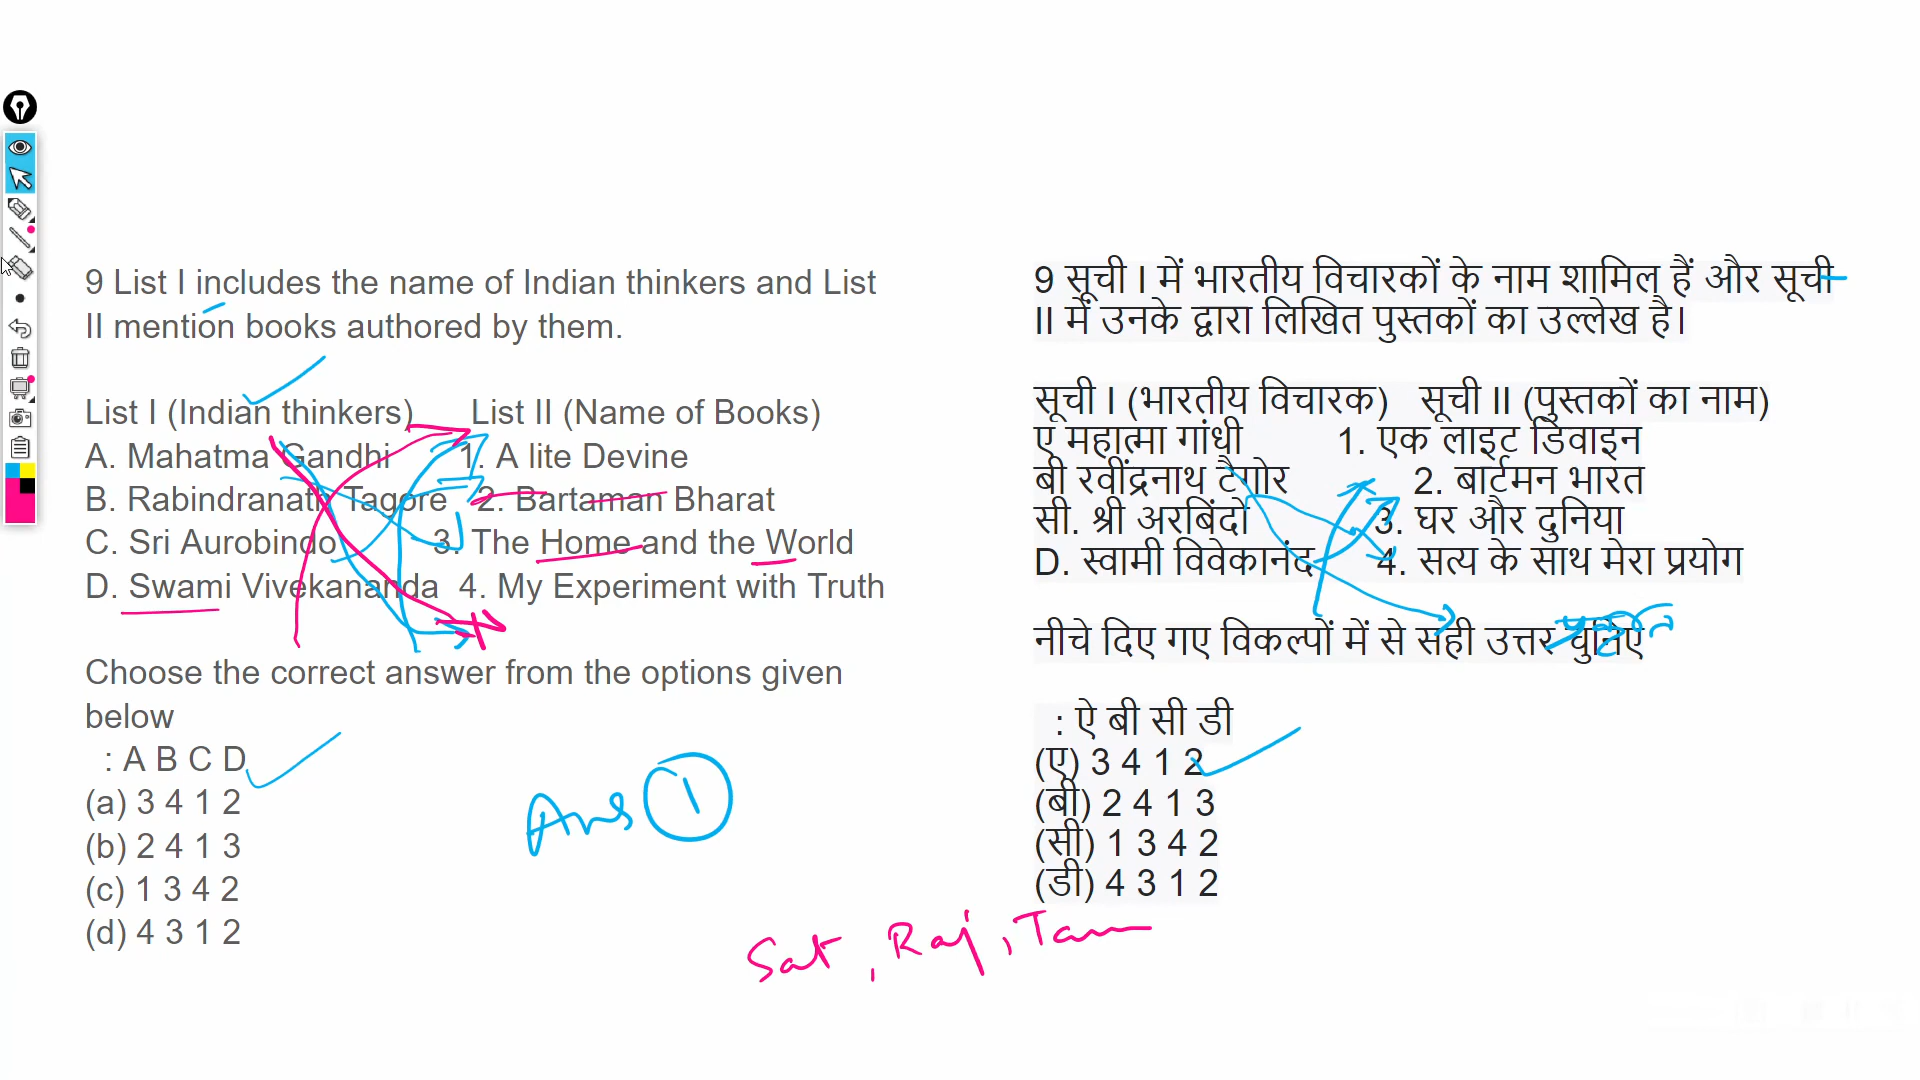 9 List I includes the name of Indian thinkers and List
II mention books authored by them.
List I (Indian thinkers) List II (Name of Books)
A. Mahatma Gandhi 1. A lite Devine
B. Rabindranath Tagore 2. Bartaman Bharat
C. Sri Aurobindo 3. The Home and the World
D. Swami Vivekananda 4. My Experiment with Truth
Choose the correct answer from the options given
below
: A B C D
(a) 3 4 1 2
(b) 2 4 1 3
(c) 1 3 4 2
(d) 4 3 1 2
Ans 1
Sat, Raj, Tam
9 सूची I में भारतीय विचारकों के नाम शामिल हैं और सूची
II में उनके द्वारा लिखित पुस्तकों का उल्लेख है।
सूची I (भारतीय विचारक) सूची II (पुस्तकों का नाम)
ए महात्मा गांधी 1. एक लाइट डिवाइन
बी रवींद्रनाथ टैगोर 2. बार्टमन भारत
सी. श्री अरबिंदो 3. घर और दुनिया
D. स्वामी विवेकानंद 4. सत्य के साथ मेरा प्रयोग
नीचे दिए गए विकल्पों में से सही उत्तर चुनिए
: ऐ बी सी डी
(ए) 3 4 1 2
(बी) 2 4 1 3
(सी) 1 3 4 2
(डी) 4 3 1 2